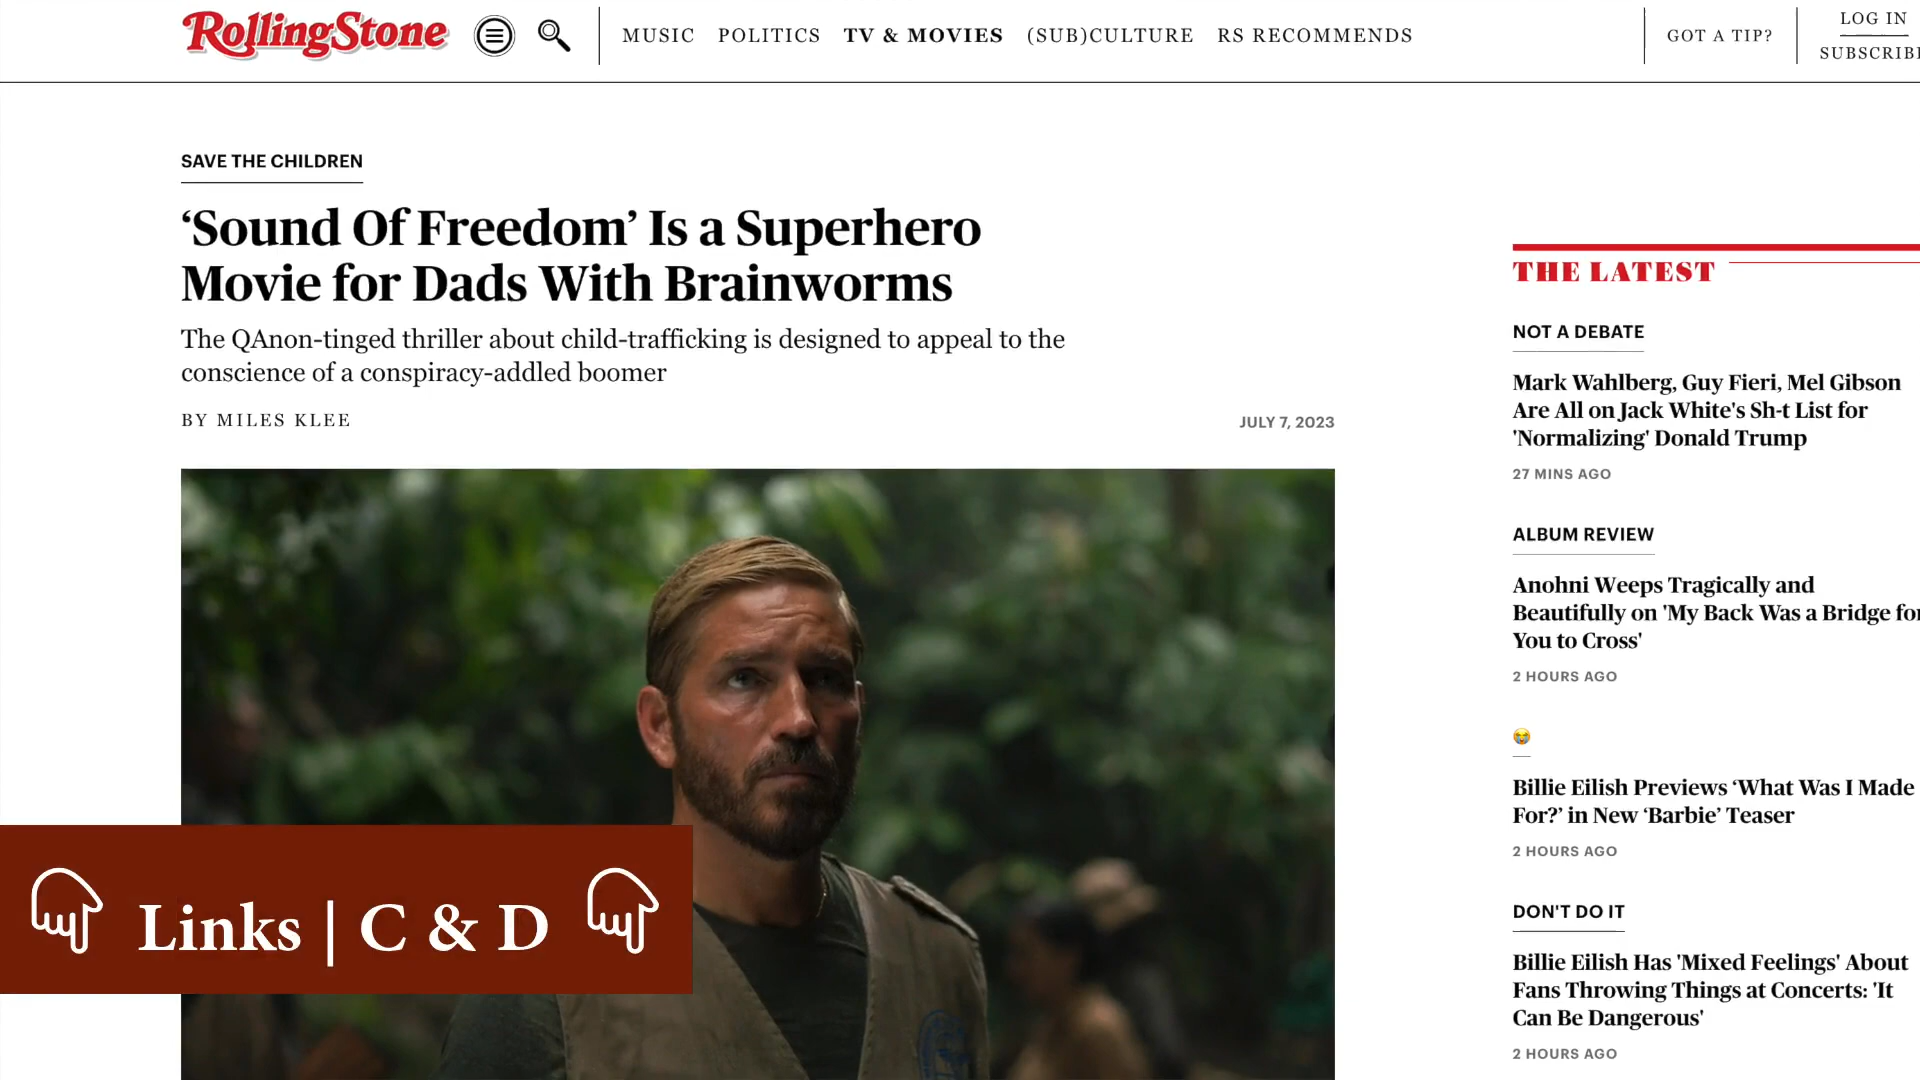 RollingStone
MUSIC POLITICS TV & MOVIES (SUB)CULTURE RS RECOMMENDS
GOT A TIP?
LOG IN
SUBSCRIBE
SAVE THE CHILDREN
‘Sound Of Freedom’ Is a Superhero
Movie for Dads With Brainworms
The QAnon-tinged thriller about child-trafficking is designed to appeal to the
conscience of a conspiracy-addled boomer
BY MILES KLEE
JULY 7, 2023
THE LATEST
NOT A DEBATE
Mark Wahlberg, Guy Fieri, Mel Gibson
Are All on Jack White's Sh-t List for
'Normalizing' Donald Trump
27 MINS AGO
ALBUM REVIEW
Anohni Weeps Tragically and
Beautifully on 'My Back Was a Bridge for
You to Cross'
2 HOURS AGO
😭
Billie Eilish Previews ‘What Was I Made
For?’ in New ‘Barbie’ Teaser
2 HOURS AGO
DON'T DO IT
Billie Eilish Has 'Mixed Feelings' About
Fans Throwing Things at Concerts: 'It
Can Be Dangerous'
2 HOURS AGO
Links | C & D